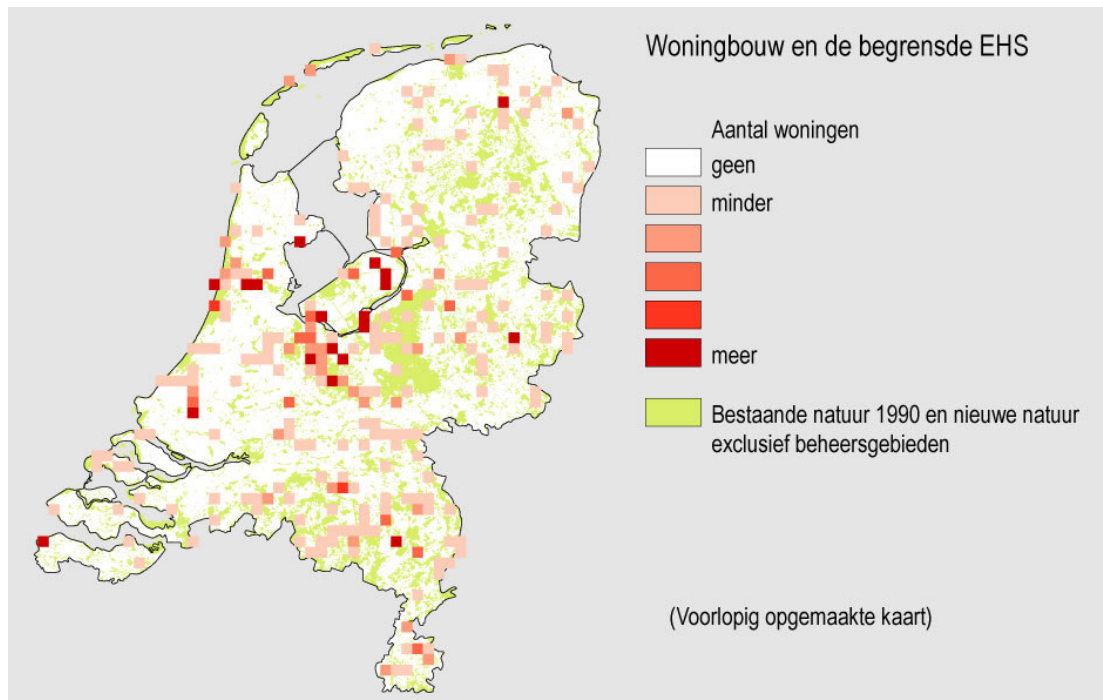 Woningbouw en de begrensde EHS
Aantal woningen
geen
minder
meer
Bestaande natuur 1990 en nieuwe natuur
exclusief beheersgebieden
(Voorlopig opgemaakte kaart)